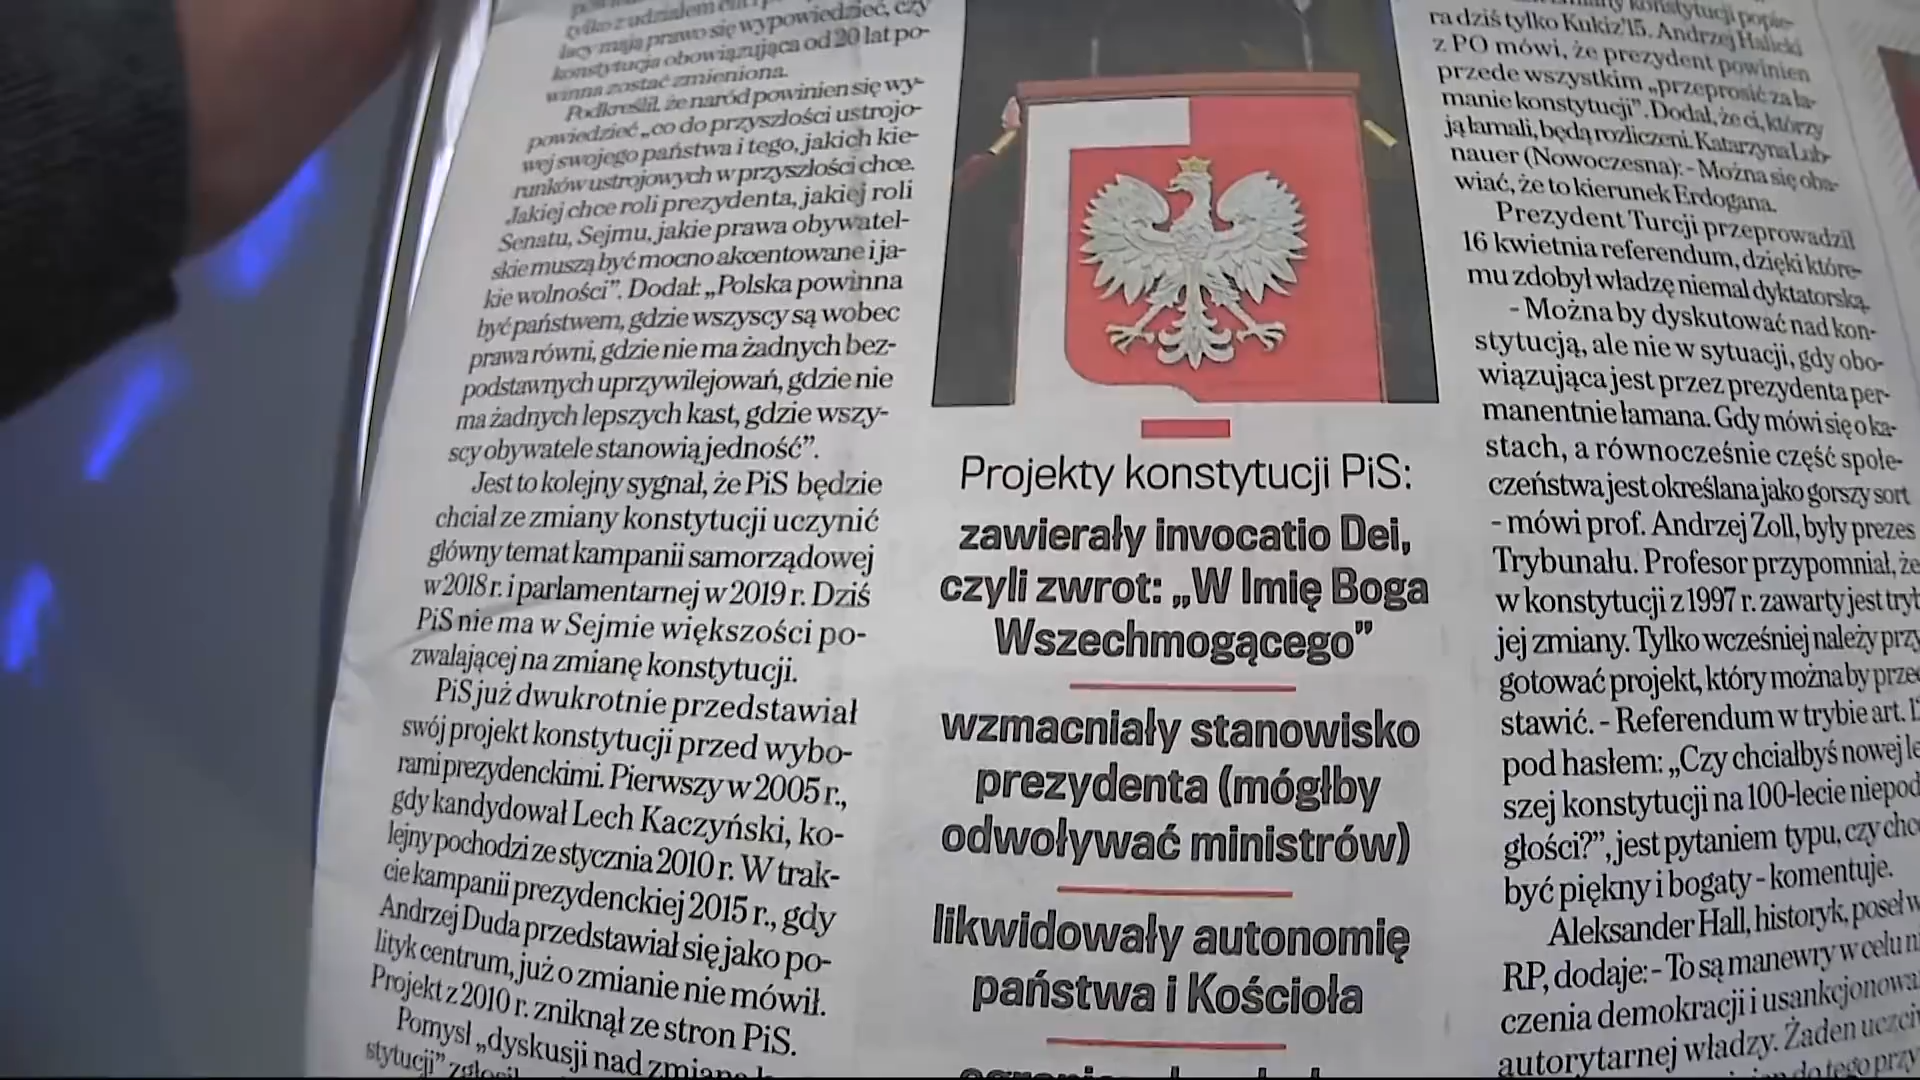 tylko z udziałem
lacy mają prawo się wypowiedzieć, czy
konstytucja obowiązująca od 20 lat po-
winna zostać zmieniona.
Podkreślił, że naród powinien się wy-
powiedzieć „co do przyszłości ustrojo-
wej swojego państwa i tego, jakich kie-
runków ustrojowych w przyszłości chce.
Jakiej chce roli prezydenta, jakiej roli
Senatu, Sejmu, jakie prawa obywatel-
skie muszą być mocno akcentowane i ja-
kie wolności”. Dodał: „Polska powinna
być państwem, gdzie wszyscy są wobec
prawa równi, gdzie nie ma żadnych bez-
podstawnych uprzywilejowań, gdzie nie
ma żadnych lepszych kast, gdzie wszy-
scy obywatele stanowią jedność”.
Jest to kolejny sygnał, że PiS będzie
chciał ze zmiany konstytucji uczynić
główny temat kampanii samorządowej
w 2018 r. i parlamentarnej w 2019 r. Dziś
PiS nie ma w Sejmie większości po-
zwalającej na zmianę konstytucji.
PiS już dwukrotnie przedstawiał
swój projekt konstytucji przed wybo-
rami prezydenckimi. Pierwszy w 2005 r.,
gdy kandydował Lech Kaczyński, ko-
lejny pochodzi ze stycznia 2010 r. W trak-
cie kampanii prezydenckiej 2015 r., gdy
Andrzej Duda przedstawiał się jako po-
lityk centrum, już o zmianie nie mówił.
Projekt z 2010 r. zniknął ze stron PiS.
Pomysł „dyskusji nad zmianą
stytucji”
Projekty konstytucji PiS:
zawierały invocatio Dei,
czyli zwrot: „W Imię Boga
Wszechmogącego”
wzmacniały stanowisko
prezydenta (mógłby
odwoływać ministrów)
likwidowały autonomię
państwa i Kościoła
zmiany konstytucji popie-
ra dziś tylko Kukiz'15. Andrzej Halicki
z PO mówi, że prezydent powinien
przede wszystkim „przeprosić za ła-
manie konstytucji”. Dodał, że ci, którzy
ją łamali, będą rozliczeni. Katarzyna Lub-
nauer (Nowoczesna): - Można się oba-
wiać, że to kierunek Erdogana.
Prezydent Turcji przeprowadził
16 kwietnia referendum, dzięki które-
mu zdobył władzę niemal dyktatorską.
- Można by dyskutować nad kon-
stytucją, ale nie w sytuacji, gdy obo-
wiązująca jest przez prezydenta per-
manentnie łamana. Gdy mówi się o ka-
stach, a równocześnie część społe-
czeństwa jest określana jako gorszy sort
- mówi prof. Andrzej Zoll, były prezes
Trybunału. Profesor przypomniał, że
w konstytucji z 1997 r. zawarty jest tryb
jej zmiany. Tylko wcześniej należy przy
gotować projekt, który można by przed
stawić. - Referendum w trybie art.
pod hasłem: „Czy chciałbyś nowej le
szej konstytucji na 100-lecie niepod
głości?”, jest pytaniem typu, czy chce
być piękny i bogaty - komentuje.
Aleksander Hall, historyk, poseł w
RP, dodaje: - To są manewry w celu
czenia demokracji i usankcjonowa
autorytarnej władzy. Żaden uczci
do tego przy